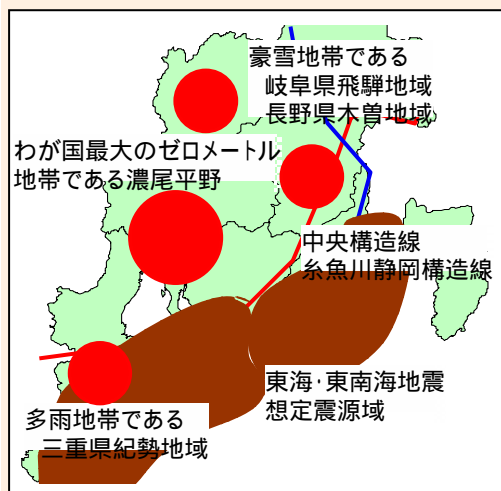 豪雪地帯である
岐阜県飛騨地域
長野県木曽地域
わが国最大のゼロメートル
地帯である濃尾平野
中央構造線
糸魚川静岡構造線
東海・東南海地震
想定震源域
多雨地帯である
三重県紀勢地域